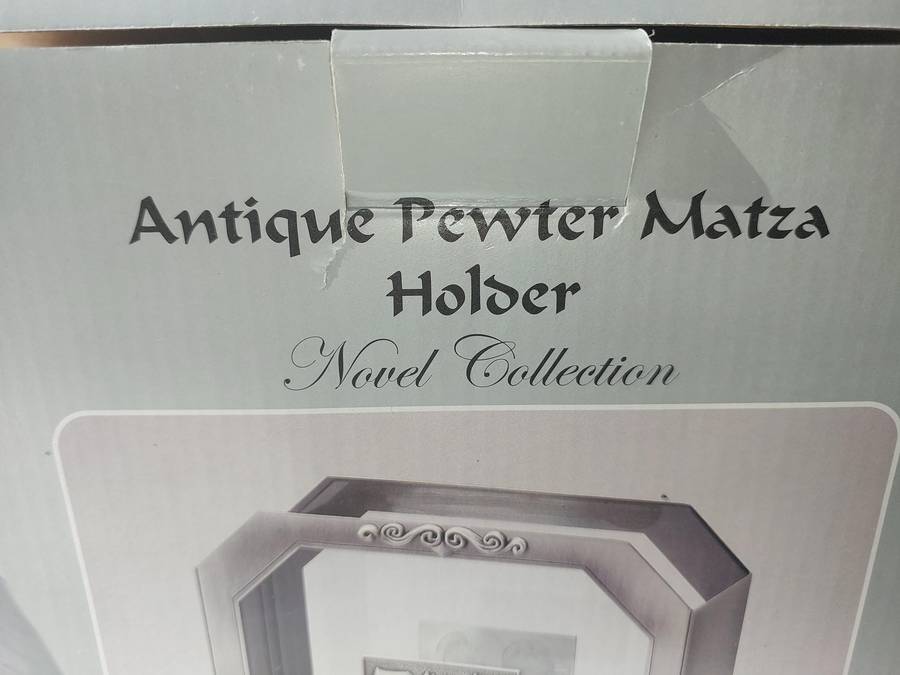 Antique Pewter Matza
Holder
Novel Collection